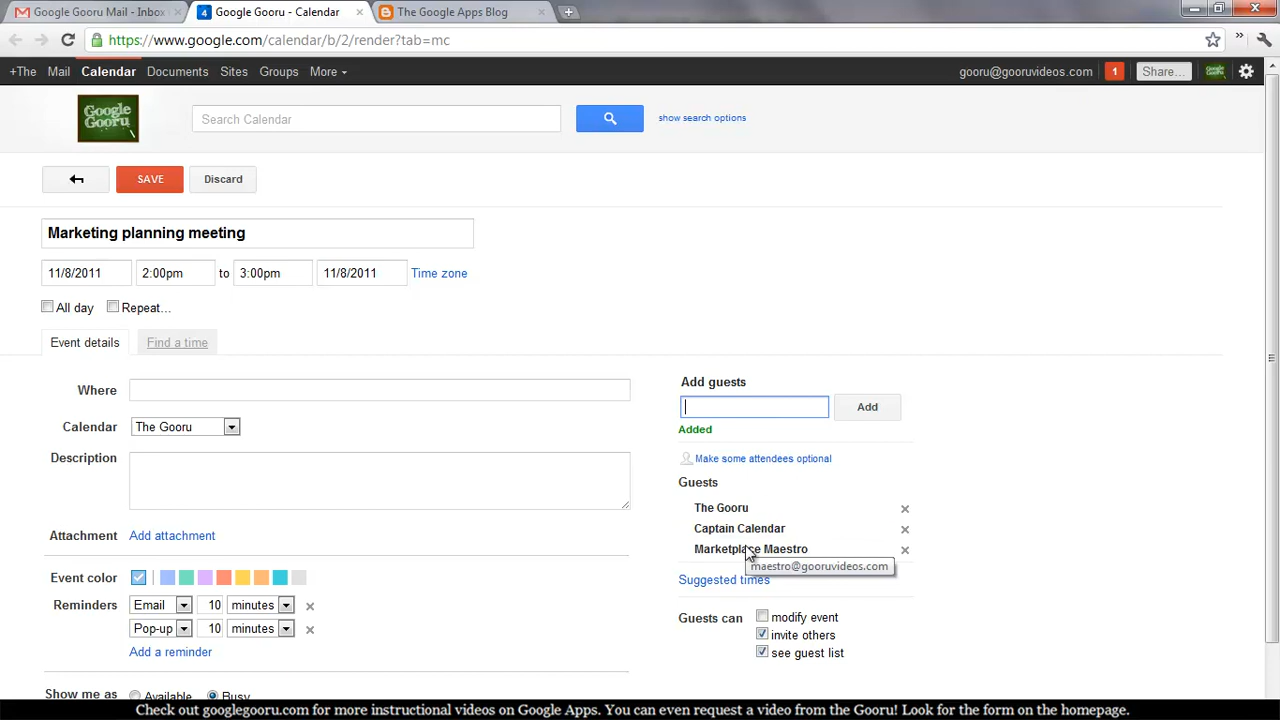 Google Gooru Mail - Inbox
4 Google Gooru - Calendar
The Google Apps Blog
https://www.google.com/calendar/b/2/render?tab=mc
+The Mail Calendar Documents Sites Groups More
gooru@gooruvideos.com 1 Share...
Google Gooru
Search Calendar
show search options
SAVE
Discard
Marketing planning meeting
11/8/2011 2:00pm to 3:00pm 11/8/2011 Time zone
All day Repeat...
Event details
Find a time
Where
Calendar The Gooru
Description
Attachment Add attachment
Event color
Reminders Email 10 minutes
Pop-up 10 minutes
Add a reminder
Show me as Available Busy
Add guests
Add
Added
Make some attendees optional
Guests
The Gooru
Captain Calendar
Marketplace Maestro
maestro@gooruvideos.com
Suggested times
Guests can modify event
invite others
see guest list
Check out googlegooru.com for more instructional videos on Google Apps. You can even request a video from the Gooru! Look for the form on the homepage.